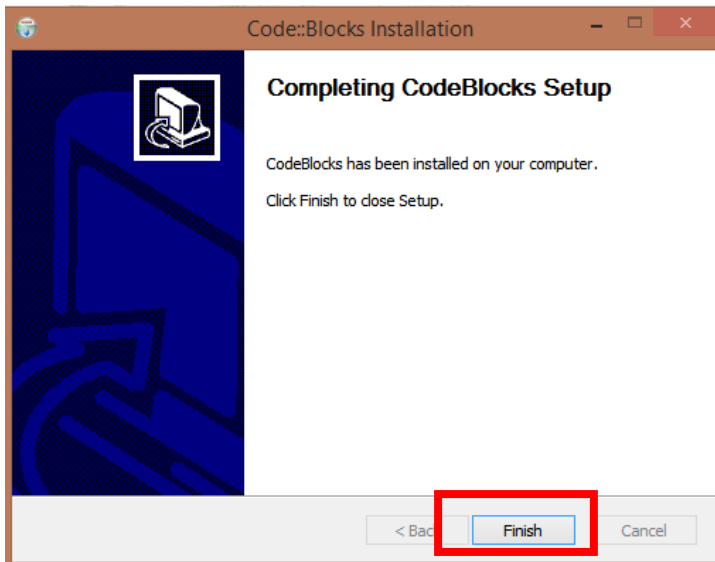 Code::Blocks Installation
Completing CodeBlocks Setup
CodeBlocks has been installed on your computer.
Click Finish to close Setup.
< Bac Finish Cancel